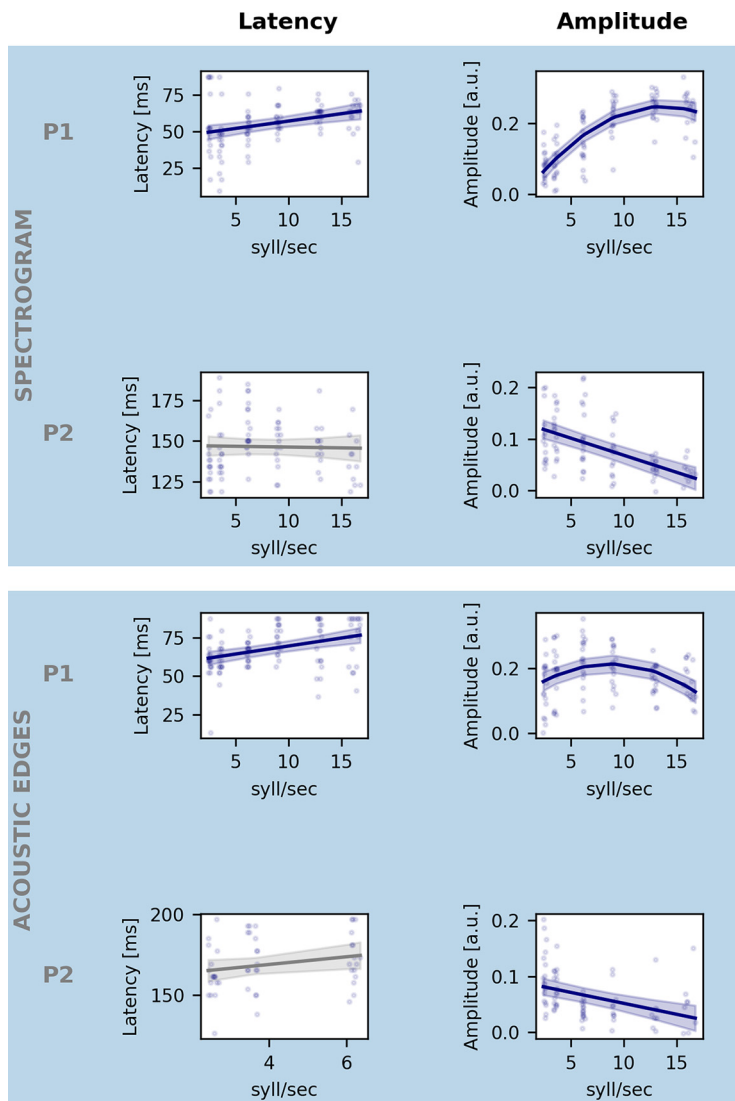 Latency Amplitude
SPECTROGRAM
P1
Latency [ms]
75
50
25
5 10 15
syll/sec
Amplitude [a.u.]
0.2
0.0
5 10 15
syll/sec
P2
Latency [ms]
175
150
125
5 10 15
syll/sec
Amplitude [a.u.]
0.2
0.1
0.0
5 10 15
syll/sec
ACOUSTIC EDGES
P1
Latency [ms]
75
50
25
5 10 15
syll/sec
Amplitude [a.u.]
0.2
0.0
5 10 15
syll/sec
P2
Latency [ms]
200
150
4 6
syll/sec
Amplitude [a.u.]
0.2
0.1
0.0
5 10 15
syll/sec